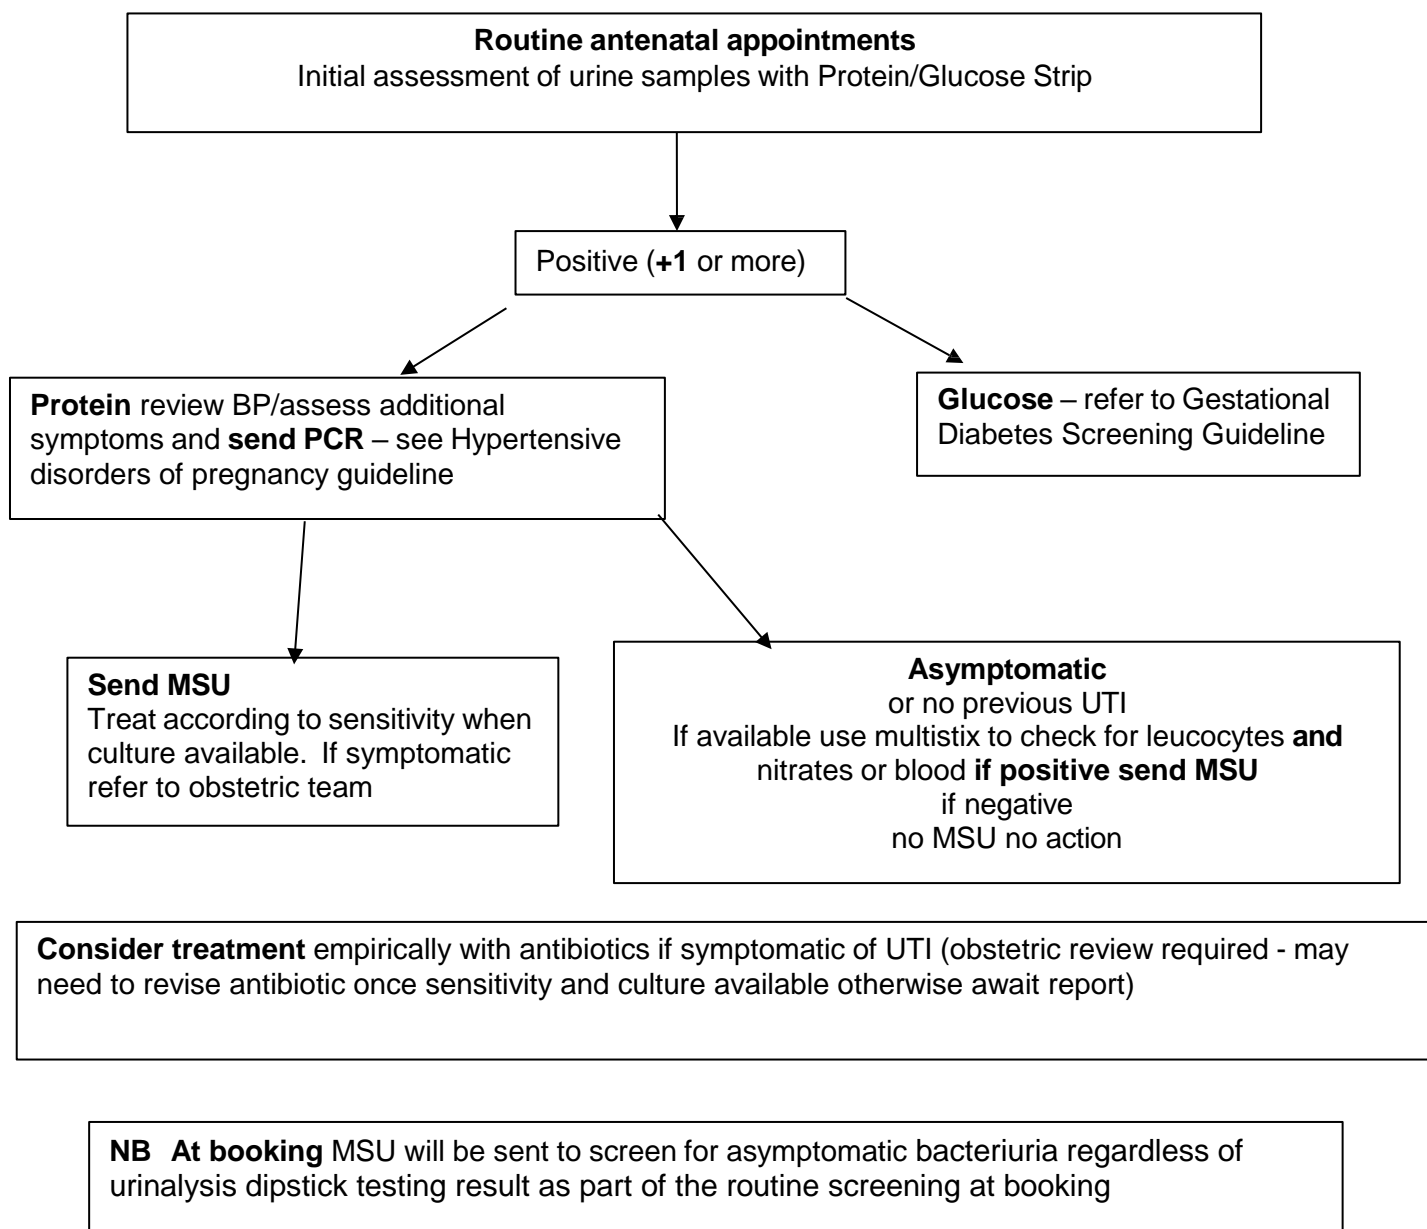 Routine antenatal appointments
Initial assessment of urine samples with Protein/Glucose Strip
Positive (+1 or more)
Protein review BP/assess additional
symptoms and send PCR – see Hypertensive
disorders of pregnancy guideline
Glucose – refer to Gestational
Diabetes Screening Guideline
Send MSU
Treat according to sensitivity when
culture available.  If symptomatic
refer to obstetric team
Asymptomatic
or no previous UTI
If available use multistix to check for leucocytes and
nitrates or blood if positive send MSU
if negative
no MSU no action
Consider treatment empirically with antibiotics if symptomatic of UTI (obstetric review required - may
need to revise antibiotic once sensitivity and culture available otherwise await report)
NB  At booking MSU will be sent to screen for asymptomatic bacteriuria regardless of
urinalysis dipstick testing result as part of the routine screening at booking